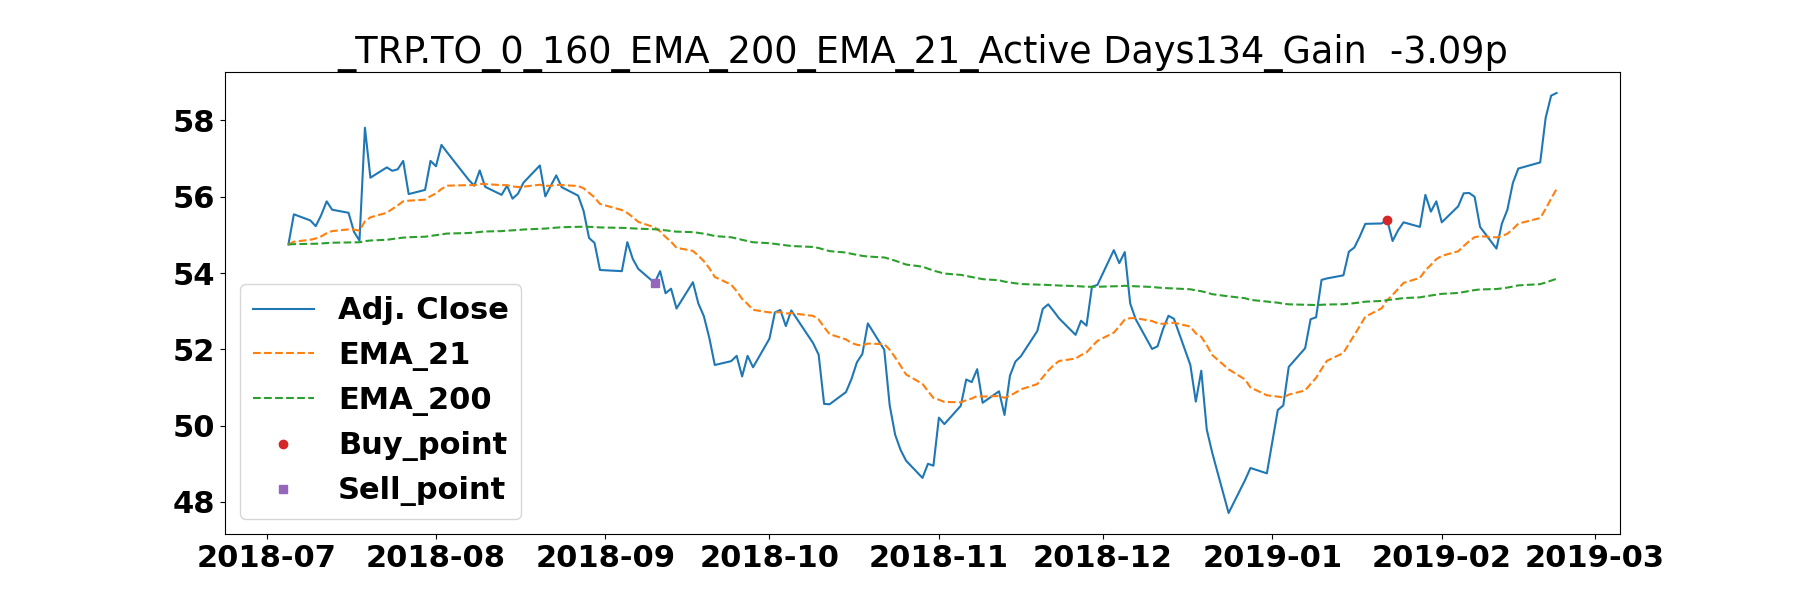 _TRP.TO_0_160_EMA_200_EMA_21_Active Days134_Gain  -3.09p
58
56
54
52
50
48
Adj. Close
EMA_21
EMA_200
Buy_point
Sell_point
2018-07 2018-08 2018-09 2018-10 2018-11 2018-12 2019-01 2019-02 2019-03